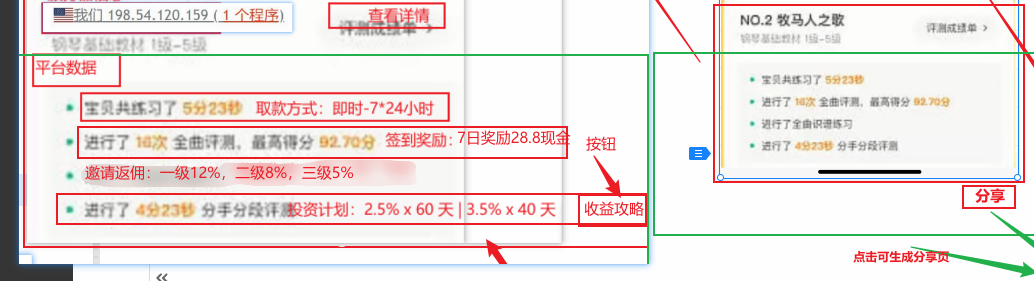 我们 198.54.120.159 ( 1 个程序)
查看详情
评测成绩单 >
钢琴基础教材 1级-5级
平台数据
宝贝共练习了 5分23秒 取款方式：即时-7*24小时
进行了 16次 全曲评测，最高得分 92.70分 签到奖励：7日奖励28.8现金
邀请返佣：一级12%，二级8%，三级5%
进行了 4分23秒 分手分段评测 投资计划：2.5% x 60 天 | 3.5% x 40 天
按钮
收益攻略
NO.2 牧马人之歌
评测成绩单 >
钢琴基础教材 1级-5级
宝贝共练习了 5分23秒
进行了 16次 全曲评测，最高得分 92.70分
进行了全曲识谱练习
进行了 4分23秒 分手分段评测
分享
点击可生成分享页